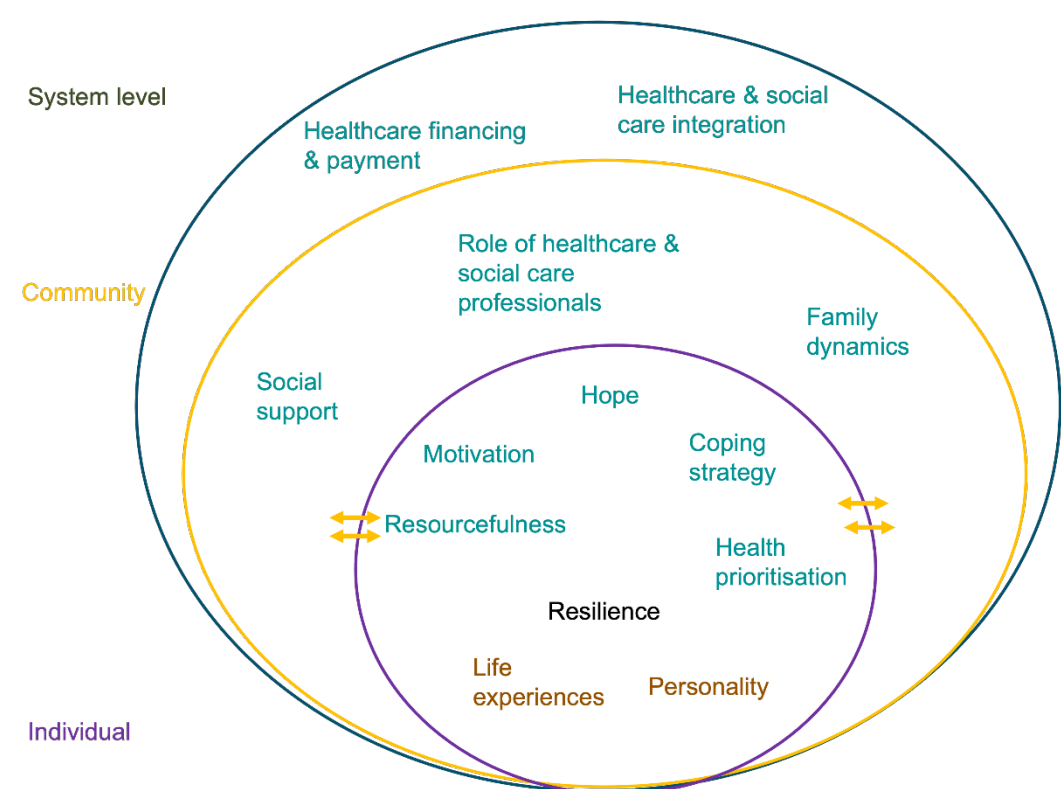 System level
Healthcare & social
care integration
Healthcare financing
& payment
Role of healthcare &
social care
professionals
Community
Family
dynamics
Social
support
Hope
Motivation
Coping
strategy
Resourcefulness
Health
prioritisation
Resilience
Life
experiences
Personality
Individual